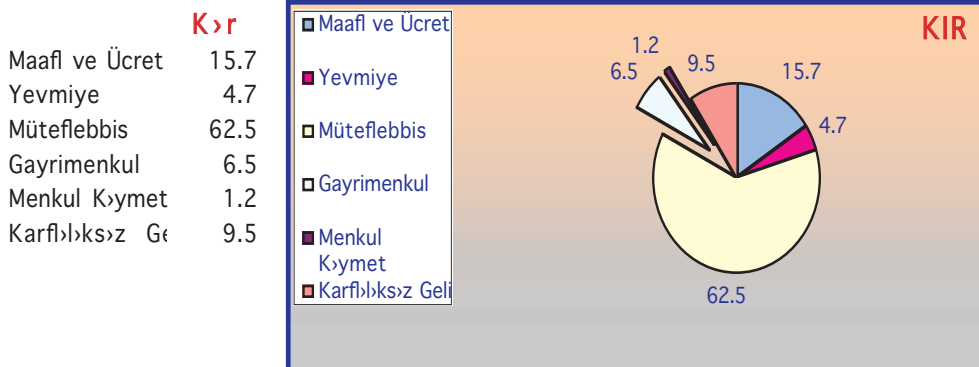 K›r
Maafl ve Ücret 15.7
Yevmiye 4.7
Müteflebbis 62.5
Gayrimenkul 6.5
Menkul K›ymet 1.2
Karfl›l›ks›z Ge 9.5
KIR
Maafl ve Ücret
Yevmiye
Müteflebbis
Gayrimenkul
Menkul
K›ymet
Karfl›l›ks›z Geli
1.2
6.5
9.5
15.7
4.7
62.5